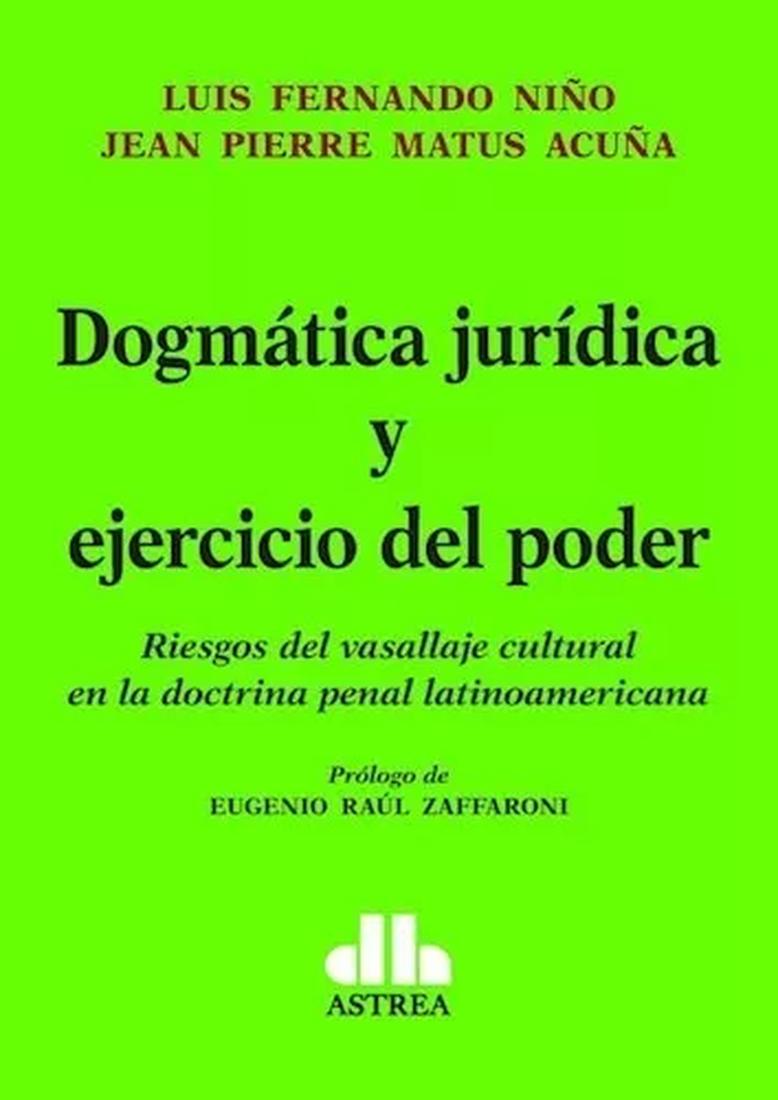 LUIS FERNANDO NIÑO
JEAN PIERRE MATUS ACUÑA
Dogmática jurídica
y
ejercicio del poder
Riesgos del vasallaje cultural
en la doctrina penal latinoamericana
Prólogo de
EUGENIO RAÚL ZAFFARONI
ASTREA